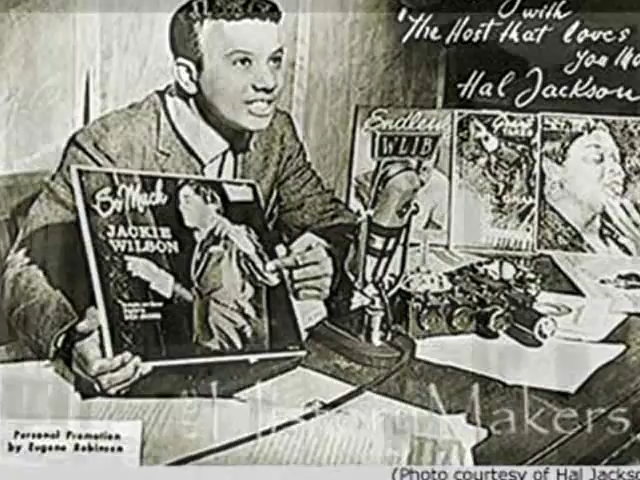 with
"The Host that loves
you Mo
Hal Jackson
Endless
WLIB
So Much
JACKIE
WILSON
HistoryMakers
Personal Promotion
by Eugene Robinson
(Photo courtesy of Hal Jackso